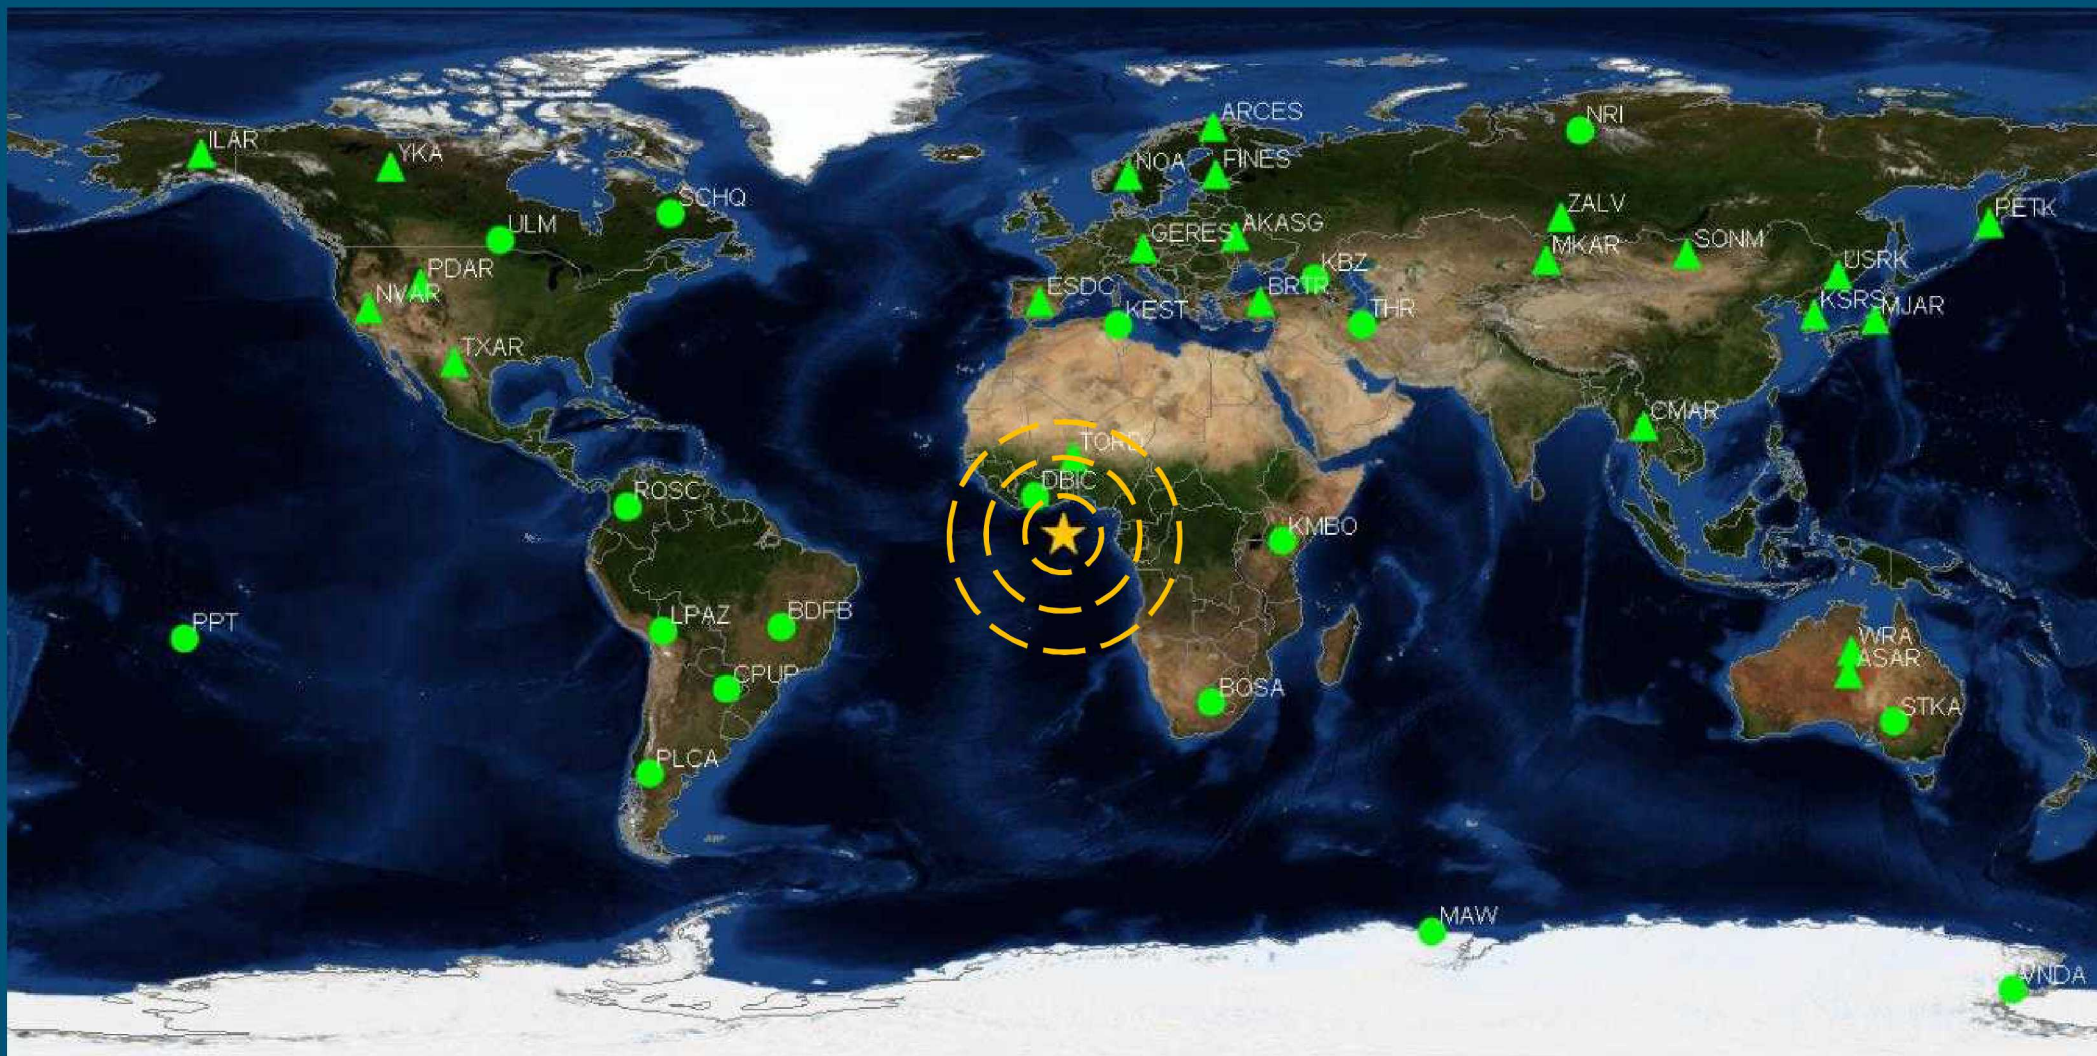 ARCES
NRI
ILAR
YKA
NOA
FINES
SCHQ
ZALV
PETK
ULM
GERES
AKASG
MKAR
SONM
PDAR
KBZ
USRK
NVAR
ESDC
BRTR
KEST
THR
KSRS
MJAR
TXAR
CMAR
TORD
DBIC
ROSC
KMBO
PPT
LPAZ
BDFB
WRA
ASAR
CPUP
BOSA
STKA
PLCA
MAW
VNDA